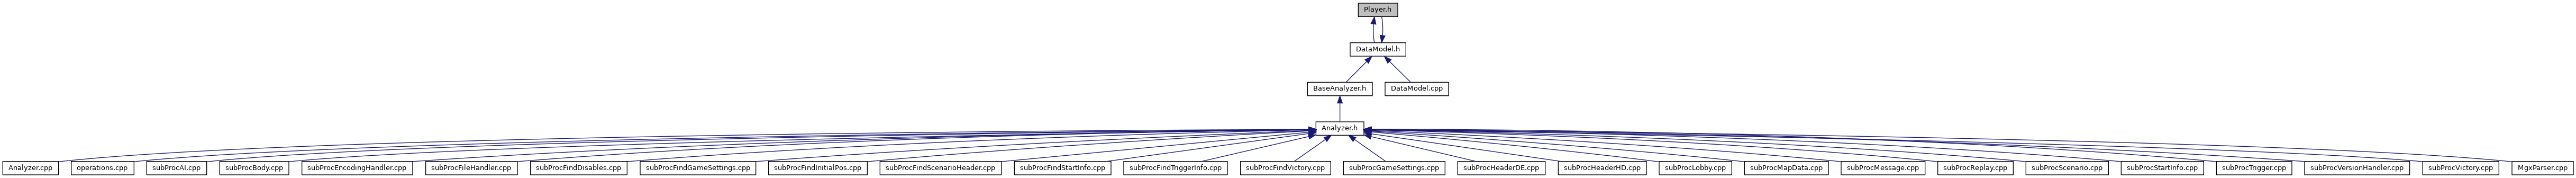 Player.h
DataModel.h
BaseAnalyzer.h
DataModel.cpp
Analyzer.h
Analyzer.cpp
operations.cpp
subProcAI.cpp
subProcBody.cpp
subProcEncodingHandler.cpp
subProcFileHandler.cpp
subProcFindDisables.cpp
subProcFindGameSettings.cpp
subProcFindInitialPos.cpp
subProcFindScenarioHeader.cpp
subProcFindStartInfo.cpp
subProcFindTriggerInfo.cpp
subProcFindVictory.cpp
subProcGameSettings.cpp
subProcHeaderDE.cpp
subProcHeaderHD.cpp
subProcLobby.cpp
subProcMapData.cpp
subProcMessage.cpp
subProcReplay.cpp
subProcScenario.cpp
subProcStartInfo.cpp
subProcTrigger.cpp
subProcVersionHandler.cpp
subProcVictory.cpp
MgxParser.cpp